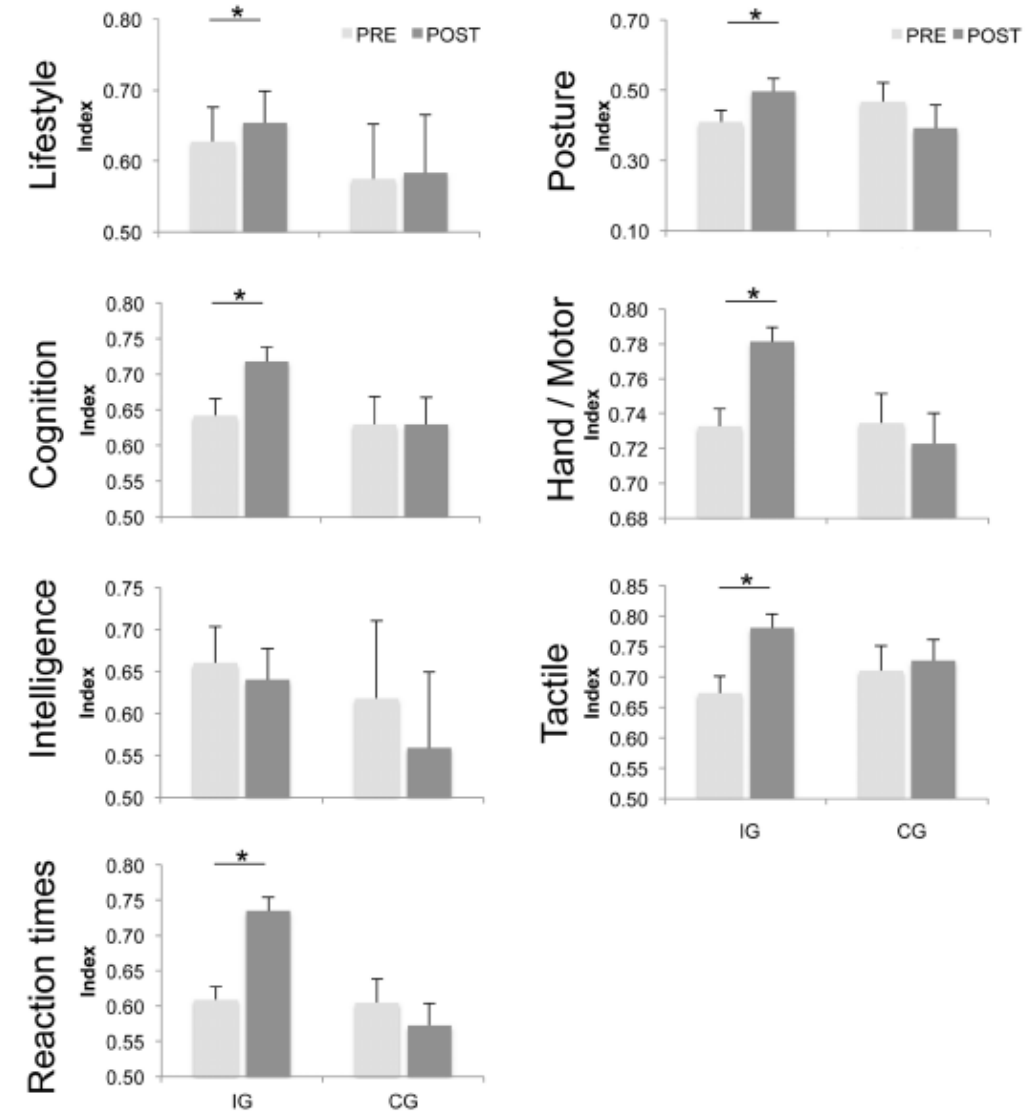 Lifestyle
Index
0.80
0.70
0.60
0.50
*
PRE POST
Posture
Index
0.70
0.50
0.30
0.10
*
PRE POST
Cognition
Index
0.80
0.75
0.70
0.65
0.60
0.55
0.50
*
Hand / Motor
Index
0.80
0.78
0.76
0.74
0.72
0.70
0.68
*
Intelligence
Index
0.75
0.70
0.65
0.60
0.55
0.50
Tactile
Index
0.85
0.80
0.75
0.70
0.65
0.60
0.55
0.50
*
IG CG
Reaction times
Index
0.80
0.75
0.70
0.65
0.60
0.55
0.50
*
IG CG